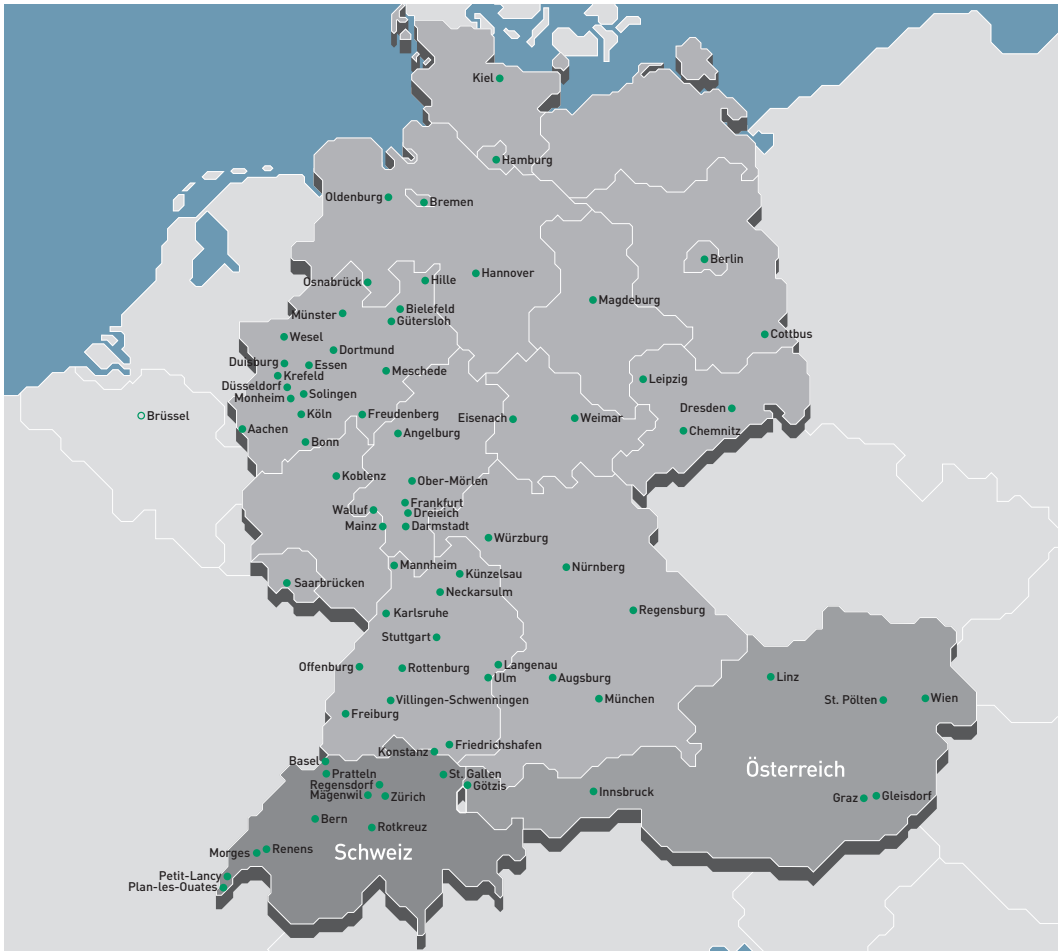 Kiel
Hamburg
Oldenburg
Bremen
Berlin
Hannover
Osnabrück
Hille
Magdeburg
Bielefeld
Münster
Gütersloh
Cottbus
Wesel
Dortmund
Duisburg
Essen
Meschede
Krefeld
Leipzig
Düsseldorf
Solingen
Monheim
Dresden
Brüssel
Köln
Freudenberg
Eisenach
Weimar
Aachen
Angelburg
Chemnitz
Bonn
Koblenz
Ober-Mörlen
Frankfurt
Walluf
Dreieich
Mainz
Darmstadt
Würzburg
Mannheim
Künzelsau
Nürnberg
Saarbrücken
Neckarsulm
Karlsruhe
Regensburg
Stuttgart
Offenburg
Rottenburg
Langenau
Ulm
Augsburg
Linz
Villingen-Schwenningen
München
St. Pölten
Wien
Freiburg
Friedrichshafen
Konstanz
Basel
Pratteln
St. Gallen
Österreich
Regensdorf
Götzis
Mägenwil
Zürich
Innsbruck
Graz
Gleisdorf
Bern
Rotkreuz
Schweiz
Morges
Renens
Petit-Lancy
Plan-les-Ouates